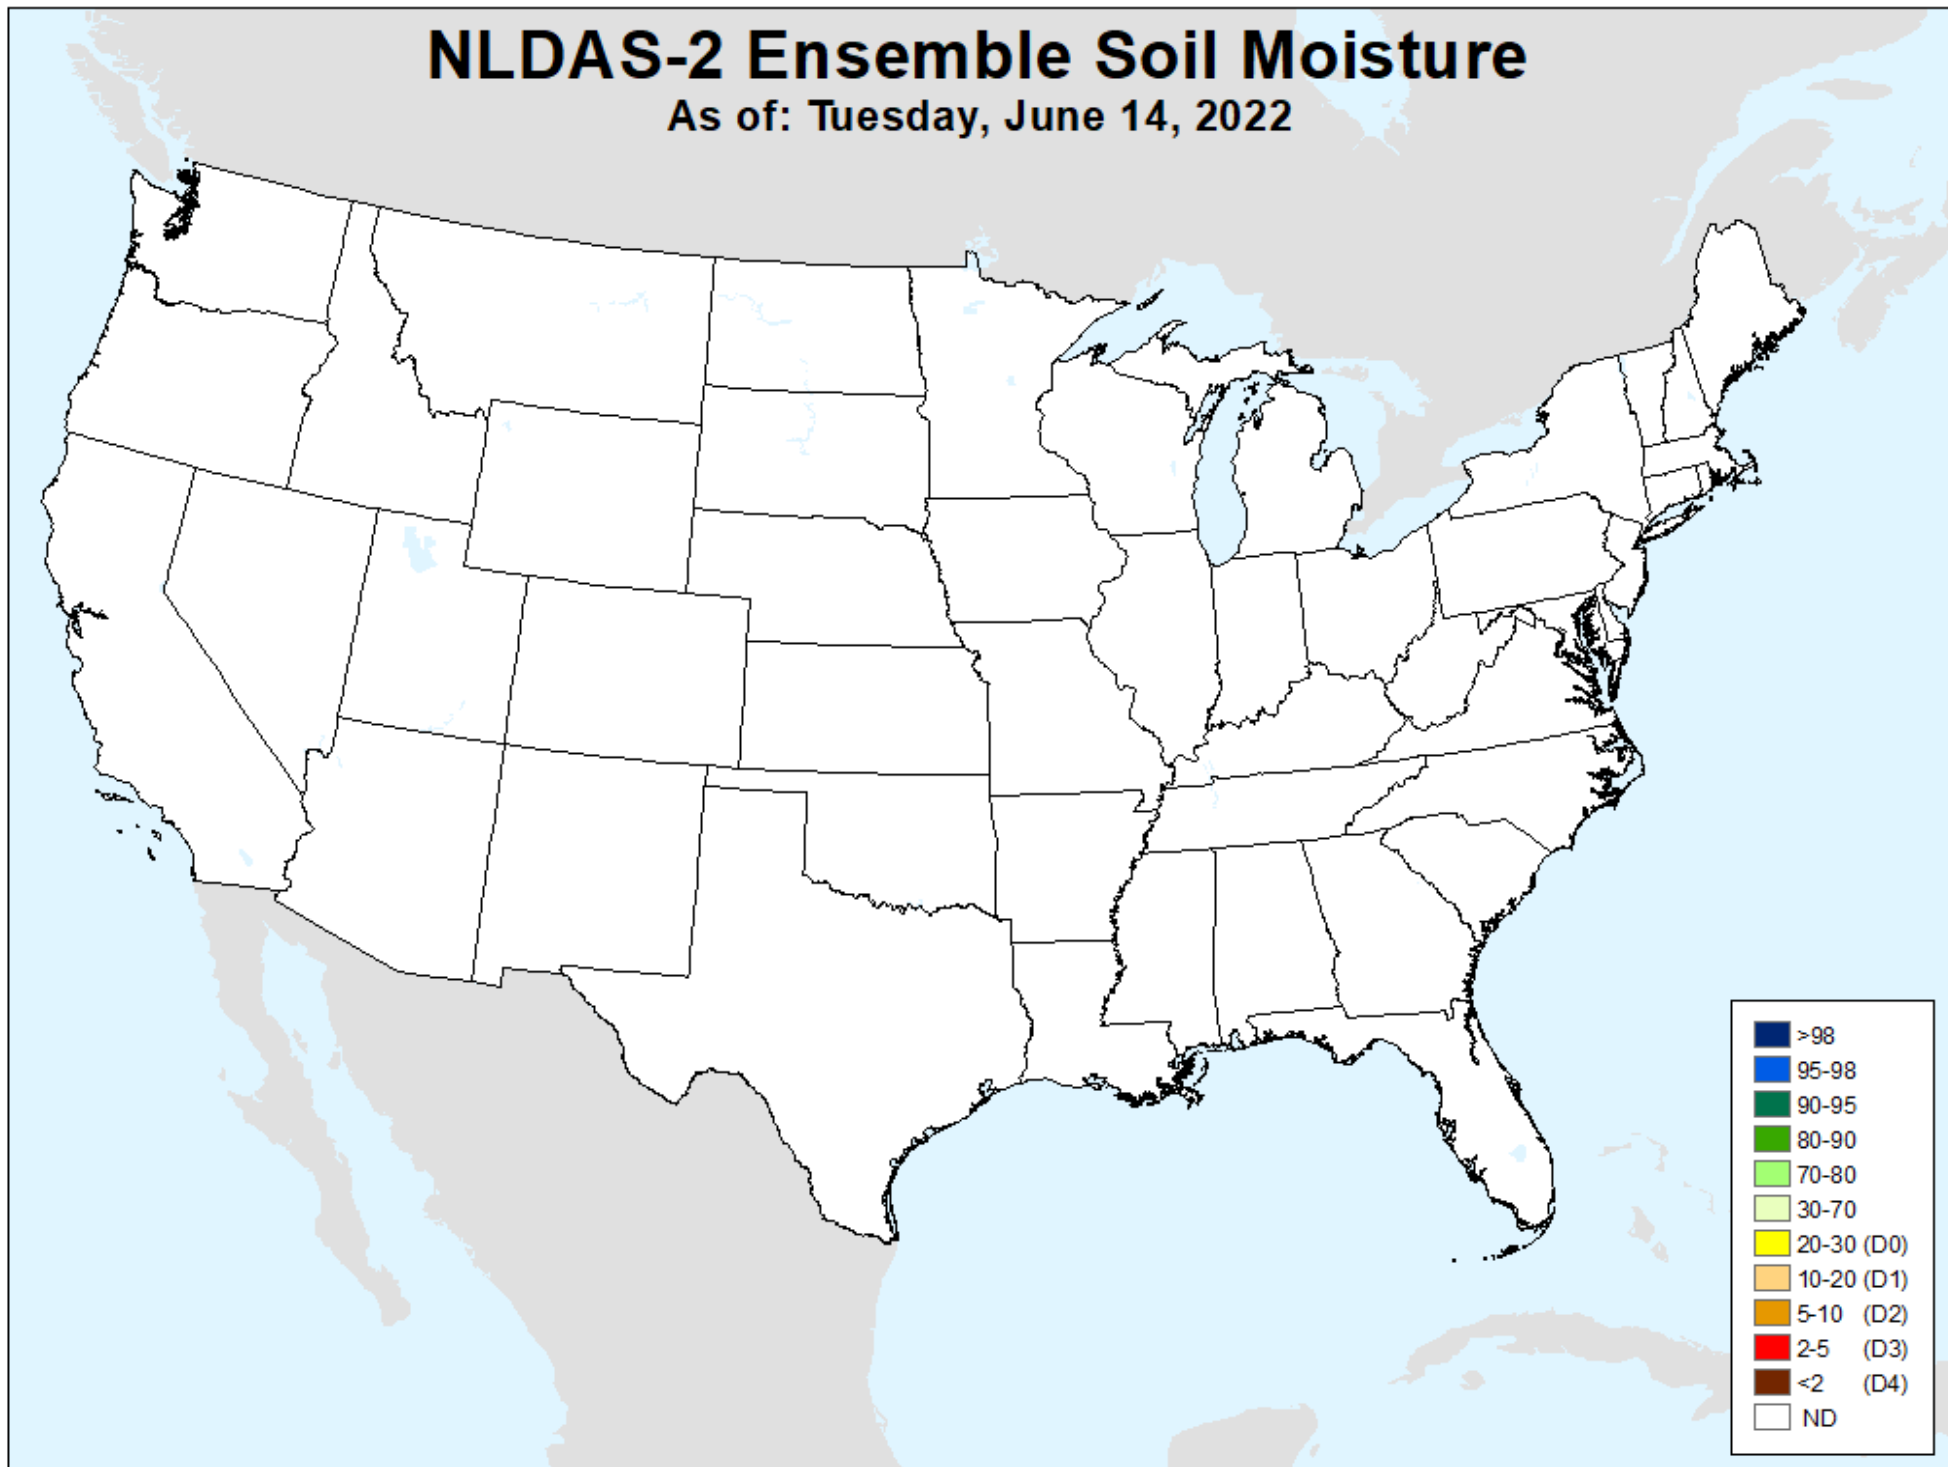 NLDAS-2 Ensemble Soil Moisture
As of: Tuesday, June 14, 2022
>98
95-98
90-95
80-90
70-80
30-70
20-30 (D0)
10-20 (D1)
5-10 (D2)
2-5 (D3)
<2 (D4)
ND